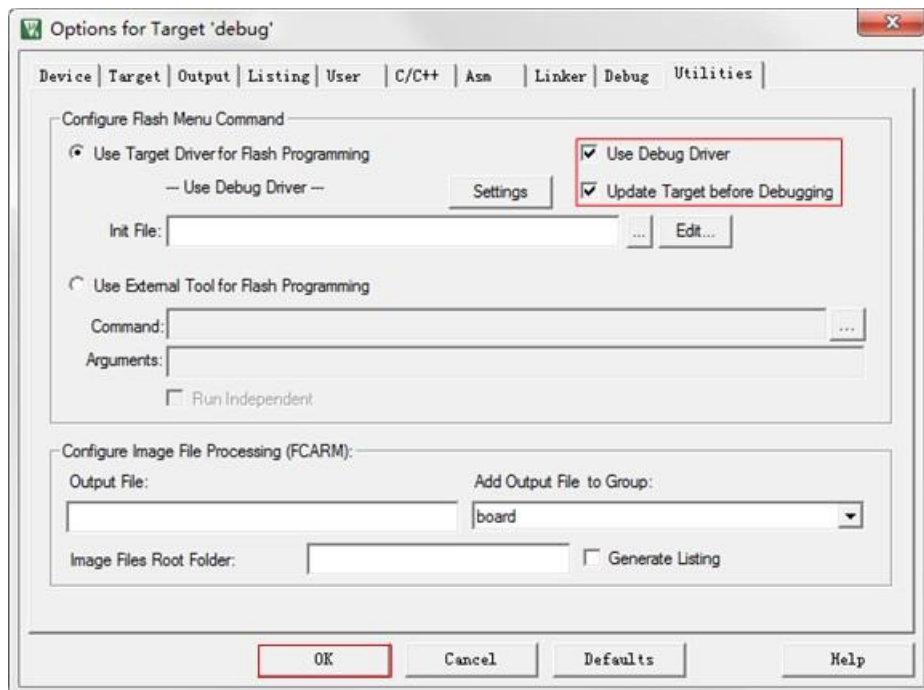 Options for Target 'debug'
Device Target Output Listing User C/C++ Asm Linker Debug Utilities
Configure Flash Menu Command
Use Target Driver for Flash Programming
Use Debug Driver
--- Use Debug Driver ---
Settings
Update Target before Debugging
Init File:
...
Edit...
Use External Tool for Flash Programming
Command:
...
Arguments:
Run Independent
Configure Image File Processing (FCARM):
Output File:
Add Output File to Group:
board
Image Files Root Folder:
Generate Listing
OK
Cancel
Defaults
Help